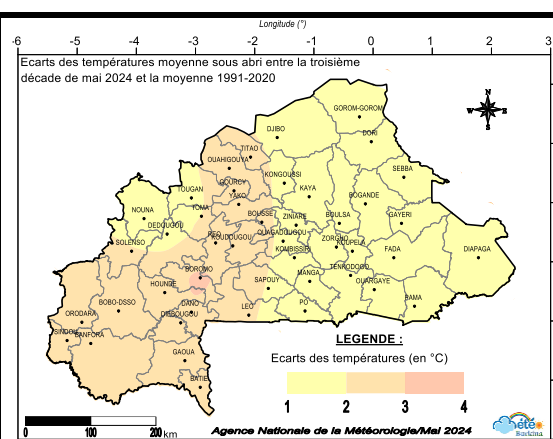 Longitude (°)
-6 -5 -4 -3 -2 -1 0 1 2 3
Ecarts des températures moyenne sous abri entre la troisième
décade de mai 2024 et la moyenne 1991-2020
N
W E
S
GOROM-GOROM
DJIBO
DORI
TITAO
OUAHIGOUYA
SEBBA
KONGOUSSI
GOURCY
TOUGAN
KAYA
YAKO
BOGANDE
NOUNA
TOMA
BOUSSE
ZINIARE
BOULSA
GAYERI
DEDOUGOU
REO
OUAGADOUGOU
ZORGHO
SOLENSO
KOUDOUGOU
KOMBISSIRI
KOUPELA
FADA
DIAPAGA
BOROMO
TENKODOGO
HOUNDE
SAPOUY
MANGA
OUARGAYE
BOBO-DSSO
DANO
LEO
PO
PAMA
ORODARA
DIEBOUGOU
SINDOU
BANFORA
LEGENDE :
GAOUA
Ecarts des températures (en °C)
BATIE
1 2 3 4
0 100 200 km
Agence Nationale de la Météorologie/Mai 2024
Météo
Burkina